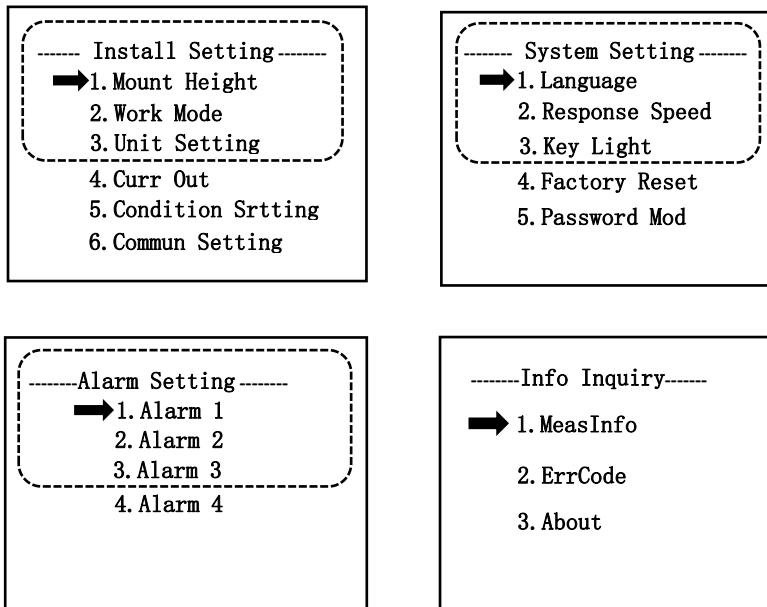 ------- Install Setting -------
1. Mount Height
2. Work Mode
3. Unit Setting
4. Curr Out
5. Condition Srtting
6. Commun Setting
------- System Setting -------
1. Language
2. Response Speed
3. Key Light
4. Factory Reset
5. Password Mod
-------Alarm Setting-------
1. Alarm 1
2. Alarm 2
3. Alarm 3
4. Alarm 4
-------Info Inquiry------
1. MeasInfo
2. ErrCode
3. About